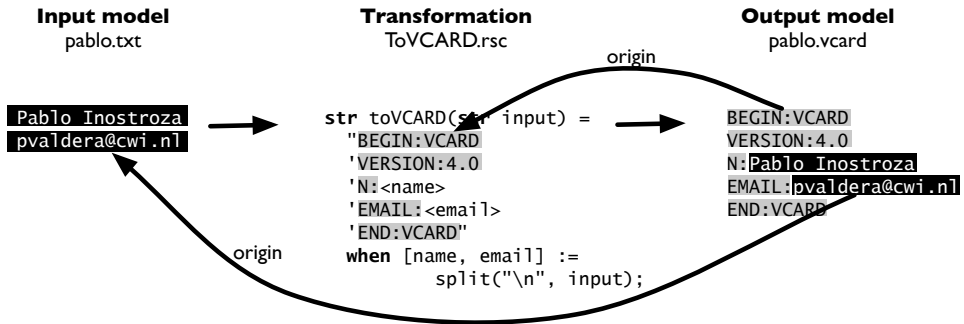 Input model
pablo.txt
Transformation
ToVCARD.rsc
Output model
pablo.vcard
origin
Pablo Inostroza
pvaldera@cwi.nl
str toVCARD(str input) =
"BEGIN:VCARD
'VERSION:4.0
'N:<name>
'EMAIL:<email>
'END:VCARD"
when [name, email] :=
split("\n", input);
BEGIN:VCARD
VERSION:4.0
N:Pablo Inostroza
EMAIL:pvaldera@cwi.nl
END:VCARD
origin